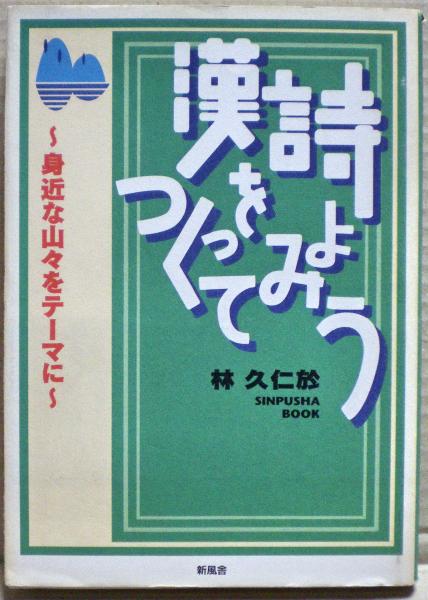 漢詩を
つくって
みよう
～身近な山々をテーマに～
林 久仁於
SINPUSHA
BOOK
新風舎